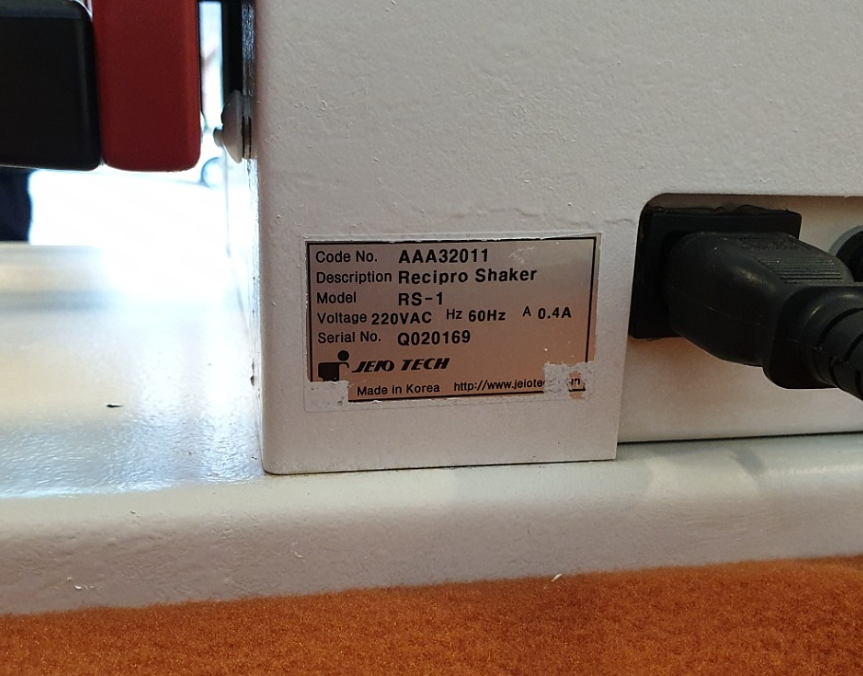 Code No. AAA32011
Description Recipro Shaker
Model RS-1
Voltage 220VAC Hz 60Hz A 0.4A
Serial No. Q020169
JEIO TECH
Made in Korea